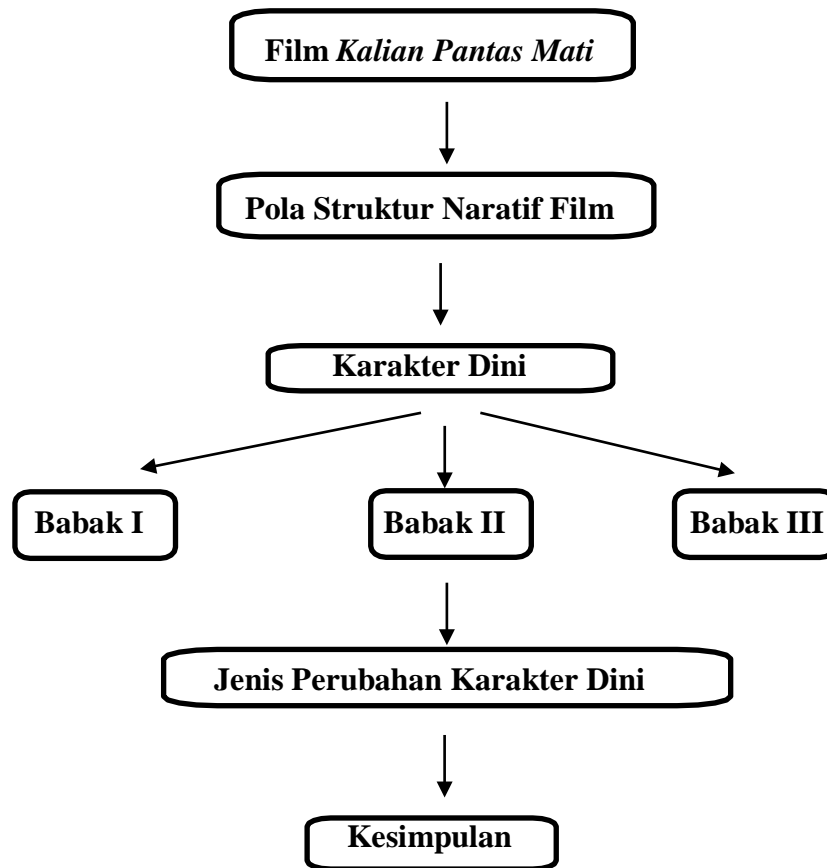 Film Kalian Pantas Mati
Pola Struktur Naratif Film
Karakter Dini
Babak I
Babak II
Babak III
Jenis Perubahan Karakter Dini
Kesimpulan